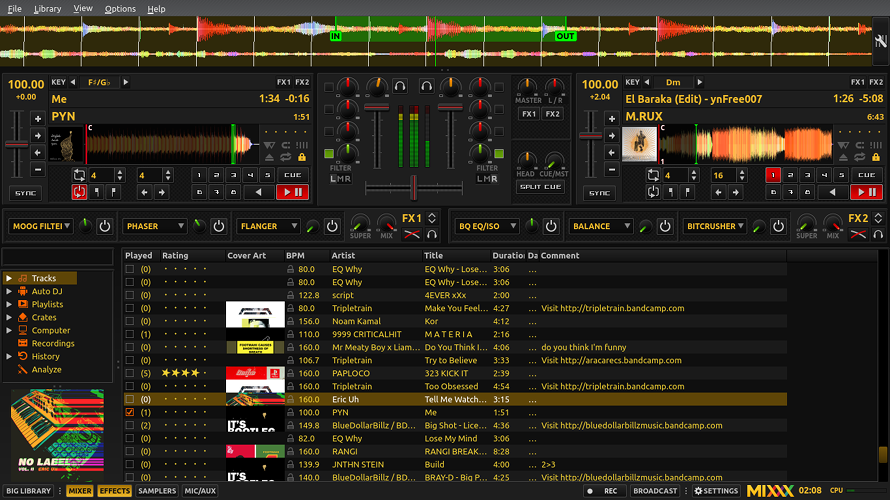 File Library View Options Help
IN OUT
100.00 KEY F♯/G♭ FX1 FX2
+0.00 Me 1:34 -0:16
PYN 1:51
C
4 4 1 2 3 4 5 CUE
6 7 8
SYNC
MASTER L / R
FX1 FX2
FILTER FILTER
LMR LMR
HEAD CUE/MST
SPLIT CUE
100.00 KEY Dm FX1 FX2
+2.04 El Baraka (Edit) - ynFree007 1:26 -5:08
M.RUX 6:43
C
1
4 16 1 2 3 4 5 CUE
6 7 8
SYNC
MOOG FILTEI PHASER FLANGER SUPER MIX FX1
BQ EQ/ISO BALANCE BITCRUSHER SUPER MIX FX2
Tracks
Auto DJ
Playlists
Crates
Computer
Recordings
History
Analyze
NO LABEL
Played Rating Cover Art BPM Artist Title Duratio Da Comment
(0) 80.0 EQ Why EQ Why - Lose... 3:06 ...
(0) 80.0 EQ Why EQ Why - Lose... 3:06 ...
(0) 122.8 script 4EVER xXx 2:00 ...
(0) 80.0 Tripletrain Make You Feel... 4:27 ... Visit http://tripletrain.bandcamp.com
(0) 156.0 Noam Kamal Kor 4:12 ...
(1) 110.0 9999 CRITICALHIT M A T E R I A 2:16 ...
(0) 160.0 Mr Meaty Boy x Liam... Do You Think I... 4:06 ... do you think I'm funny
(0) 106.7 Tripletrain Try to Believe 3:33 ... Visit http://aracarecs.bandcamp.com
(5) 160.0 PAPLOCO 323 KICK IT 2:39 ...
(0) 160.0 Tripletrain Too Obsessed 4:54 ... Visit http://tripletrain.bandcamp.com
(0) 160.0 Eric Uh Tell Me Watch... 3:15 ...
(1) 100.0 PYN Me 1:51 ...
(2) 149.8 BlueDollarBillz / BD... BlueDollarBillz... 4:36 ... Visit http://bluedollarbillzmusic.bandcamp.com
(0) 82.0 EQ Why Lose My Mind 3:06 ...
(0) 160.0 RANGI RANGI BREAK... 8:28 ...
(0) 139.9 JNTHN STEIN Build 4:00 ... 2>3
(0) 140.0 BlueDollarBillz / BD... BRAY-D - Big P... 4:47 ... Visit http://bluedollarbillzmusic.bandcamp.com
BIG LIBRARY MIXER EFFECTS SAMPLERS MIC/AUX REC BROADCAST SETTINGS MIXXX 02:08 CPU